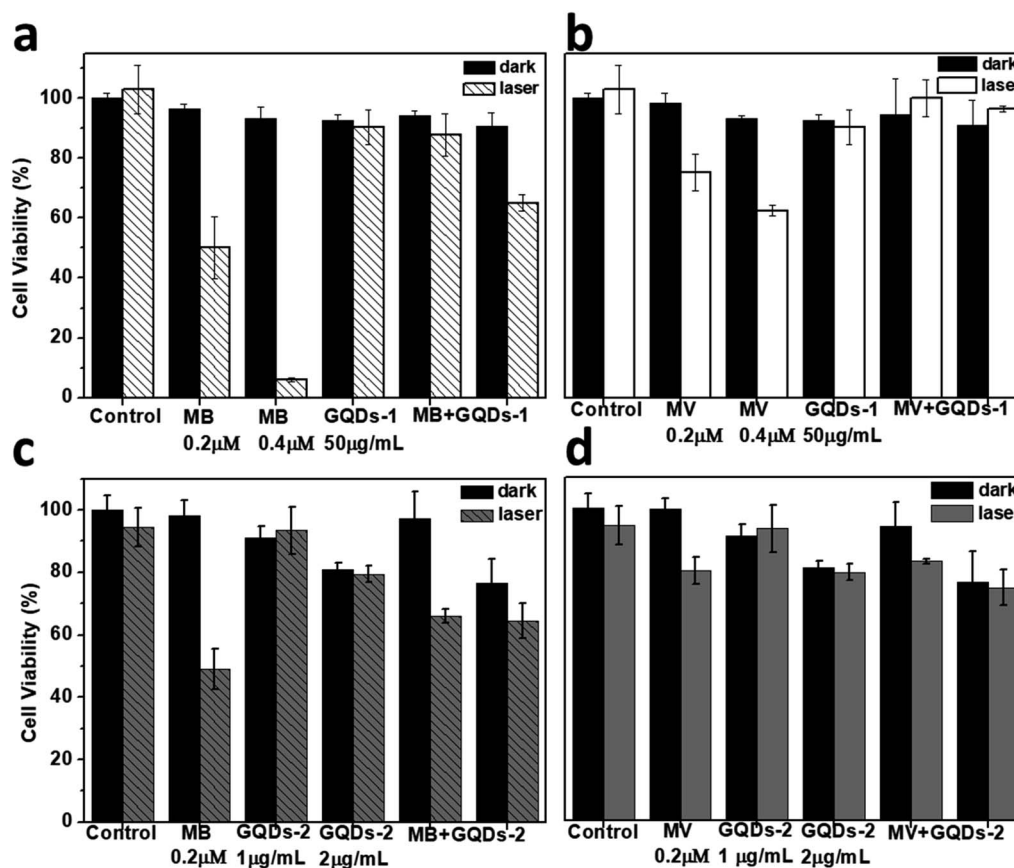 a
dark
laser
Cell Viability (%)
100
80
60
40
20
0
Control MB MB GQDs-1 MB+GQDs-1
0.2μM 0.4μM 50μg/mL
b
dark
laser
Control MV MV GQDs-1 MV+GQDs-1
0.2μM 0.4μM 50μg/mL
c
dark
laser
Cell Viability (%)
100
80
60
40
20
0
Control MB GQDs-2 GQDs-2 MB+GQDs-2
0.2μM 1μg/mL 2μg/mL
d
dark
laser
Control MV GQDs-2 GQDs-2 MV+GQDs-2
0.2μM 1 μg/mL 2μg/mL